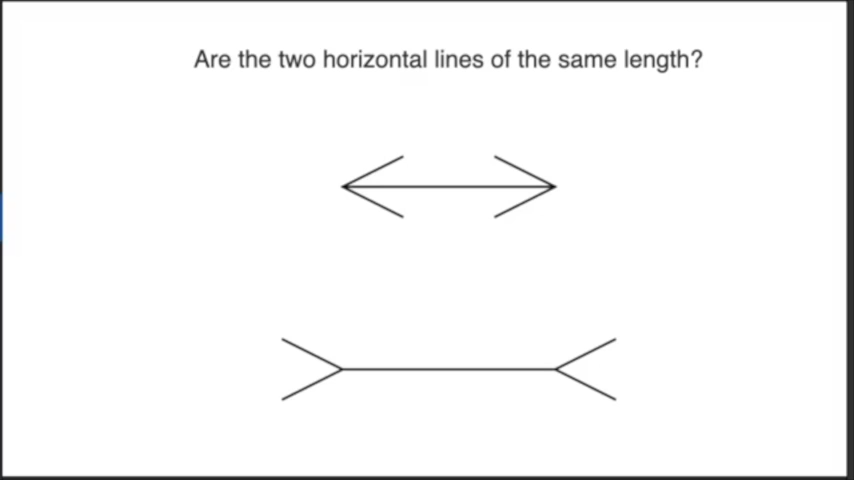 Are the two horizontal lines of the same length?